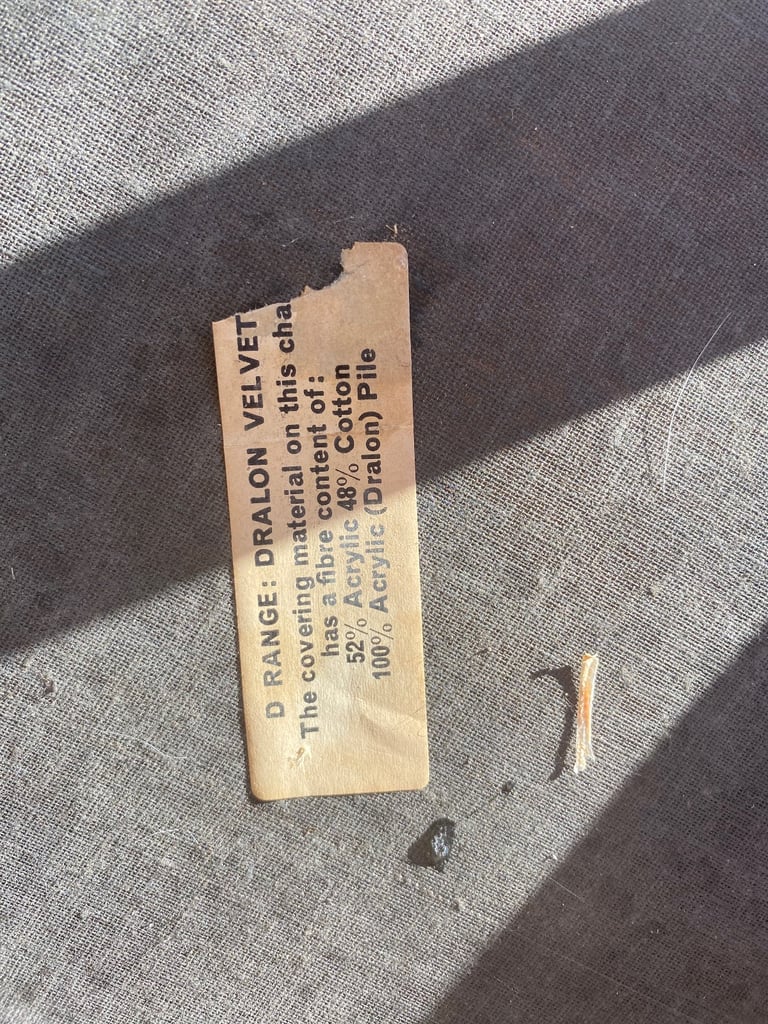 D RANGE: DRALON VELVET
The covering material on this cha
has a fibre content of:
52% Acrylic 48% Cotton
100% Acrylic (Dralon) Pile